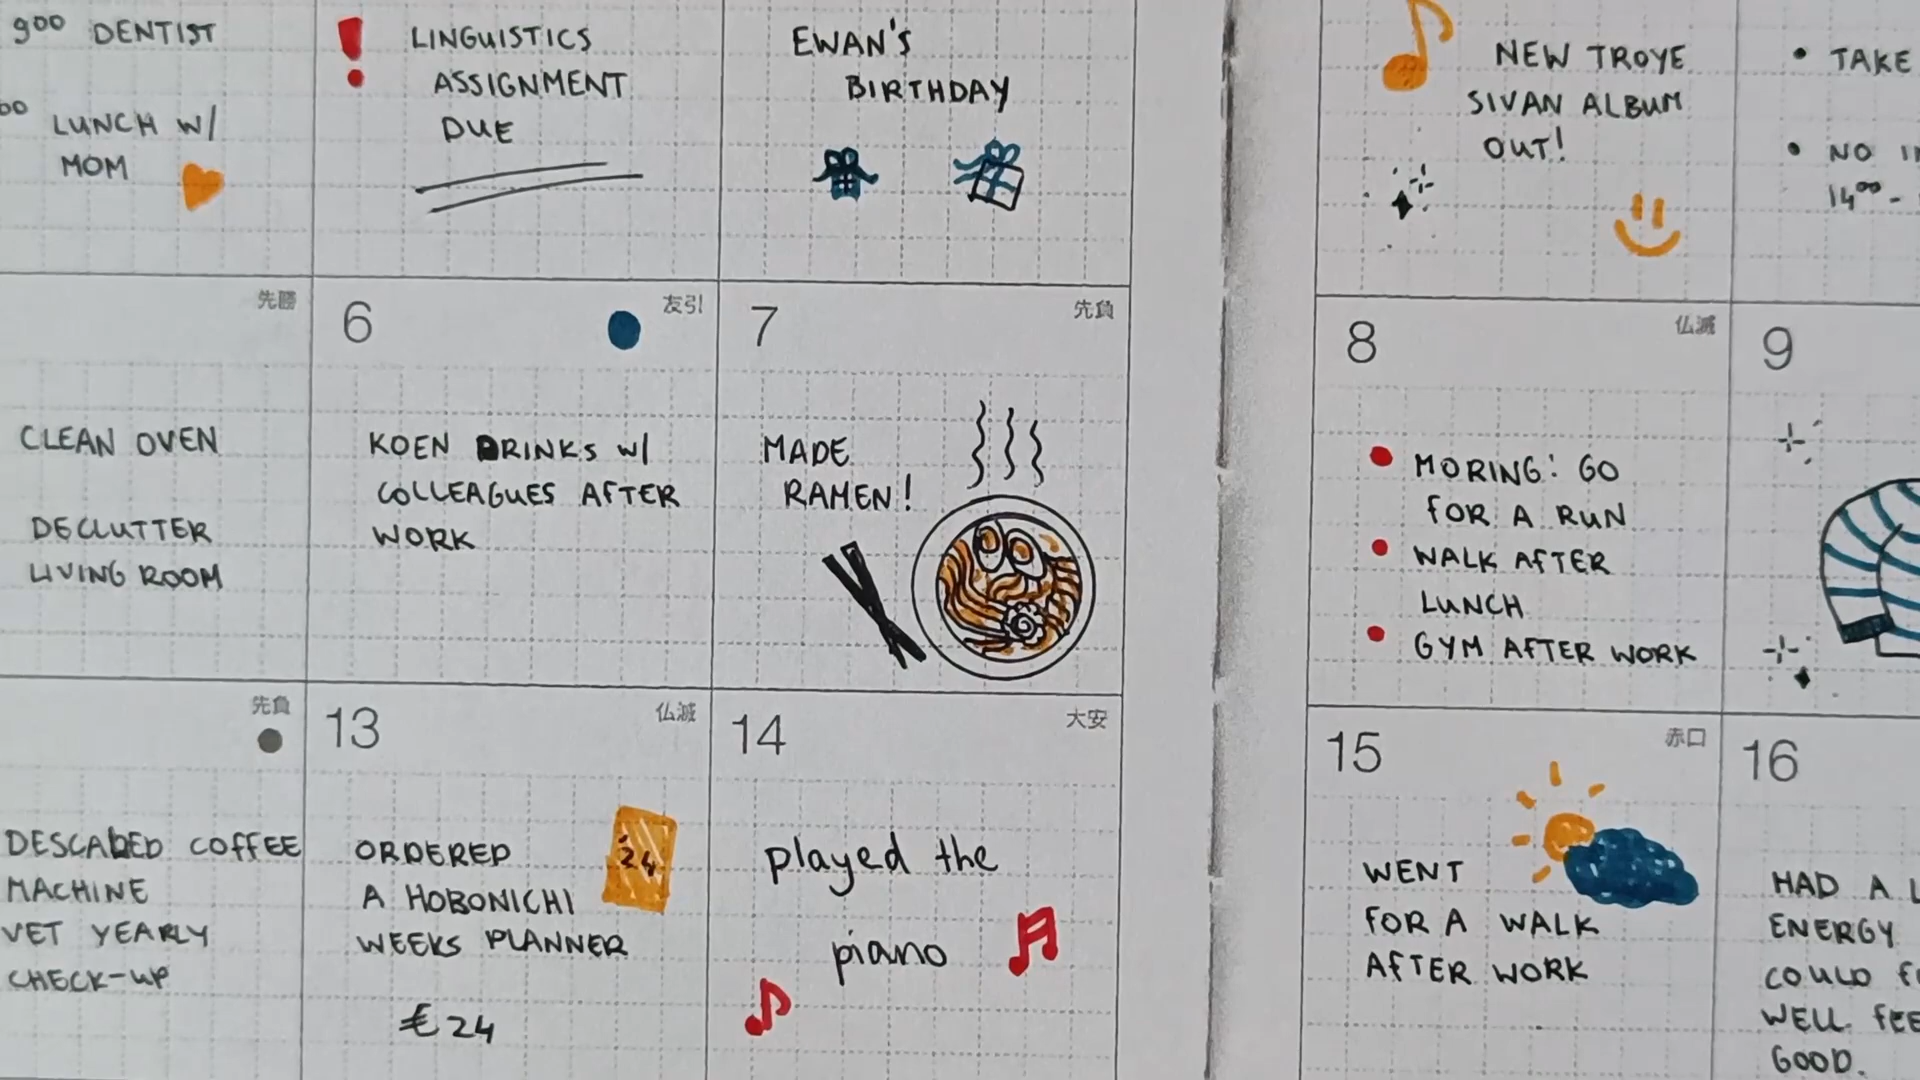 9⁰⁰ DENTIST
⁰⁰ LUNCH W/
MOM
LINGUISTICS
ASSIGNMENT
DUE
EWAN'S
BIRTHDAY
NEW TROYE
SIVAN ALBUM
OUT!
• TAKE
• NO
14⁰⁰ -
先勝
CLEAN OVEN
DECLUTTER
LIVING ROOM
6 友引
KOEN DRINKS W/
COLLEAGUES AFTER
WORK
7 先負
MADE
RAMEN!
8 仏滅
• MORING: GO
FOR A RUN
• WALK AFTER
LUNCH
• GYM AFTER WORK
9
先負
DESCALED COFFEE
MACHINE
VET YEARLY
CHECK-UP
13 仏滅
'24
ORDERED
A HOBONICHI
WEEKS PLANNER
€24
14 大安
played the
piano
15 赤口
WENT
FOR A WALK
AFTER WORK
16
HAD A
ENERGY
COULD
WELL
GOOD.